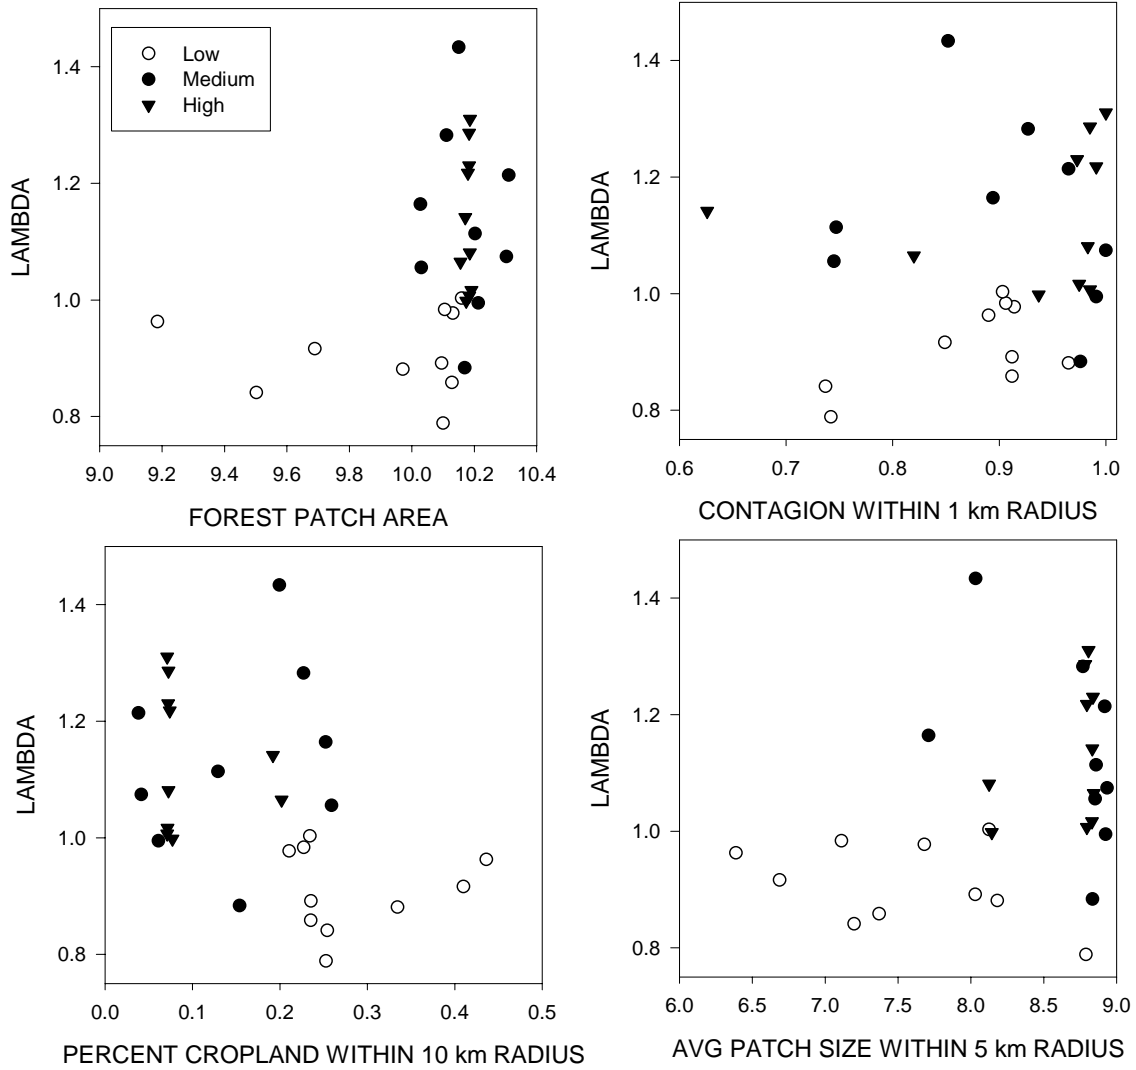 1.4
1.2
1.0
0.8
LAMBDA
Low
Medium
High
9.0 9.2 9.4 9.6 9.8 10.0 10.2 10.4
FOREST PATCH AREA
1.4
1.2
1.0
0.8
LAMBDA
0.6 0.7 0.8 0.9 1.0
CONTAGION WITHIN 1 km RADIUS
1.4
1.2
1.0
0.8
LAMBDA
0.0 0.1 0.2 0.3 0.4 0.5
PERCENT CROPLAND WITHIN 10 km RADIUS
1.4
1.2
1.0
0.8
LAMBDA
6.0 6.5 7.0 7.5 8.0 8.5 9.0
AVG PATCH SIZE WITHIN 5 km RADIUS